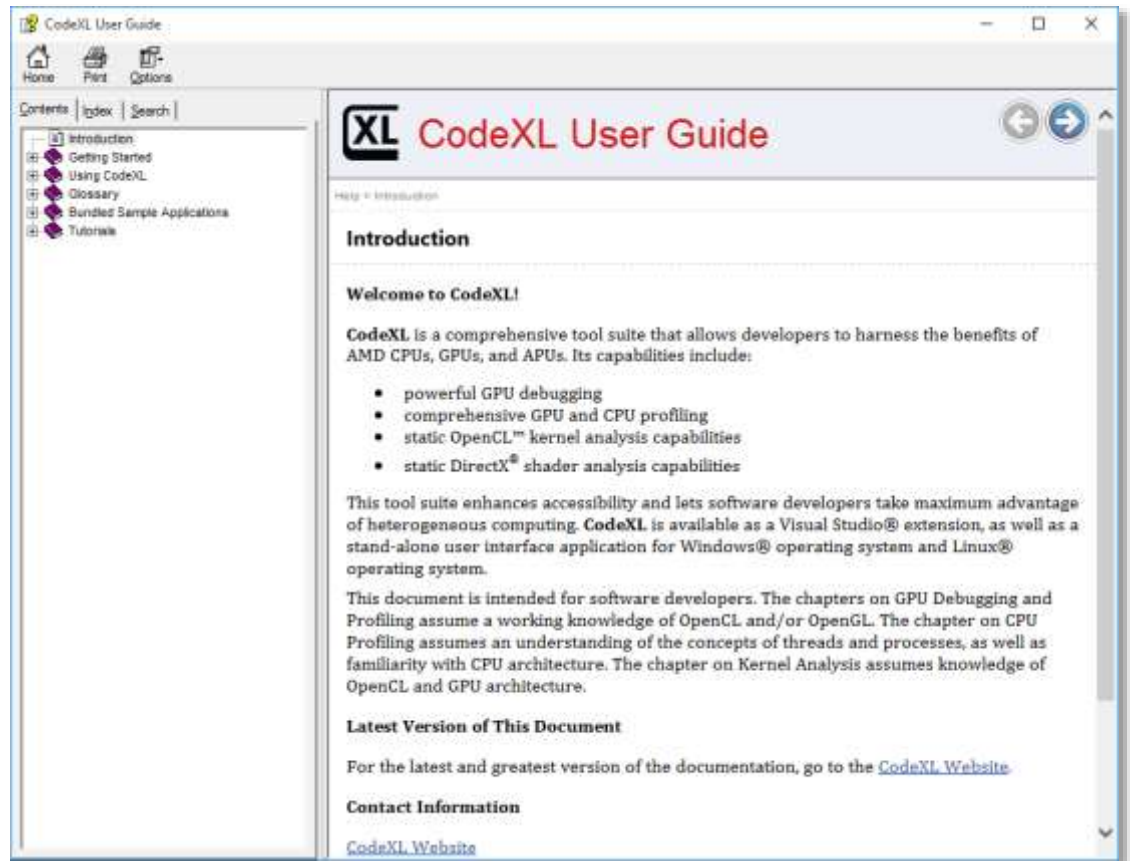 CodeXL User Guide
Home Print Options
Contents Index Search
Introduction
Getting Started
Using CodeXL
Glossary
Bundled Sample Applications
Tutorials
XL CodeXL User Guide
Help > Introduction
Introduction
Welcome to CodeXL!
CodeXL is a comprehensive tool suite that allows developers to harness the benefits of
AMD CPUs, GPUs, and APUs. Its capabilities include:
• powerful GPU debugging
• comprehensive GPU and CPU profiling
• static OpenCL™ kernel analysis capabilities
• static DirectX® shader analysis capabilities
This tool suite enhances accessibility and lets software developers take maximum advantage
of heterogeneous computing. CodeXL is available as a Visual Studio® extension, as well as a
stand-alone user interface application for Windows® operating system and Linux®
operating system.
This document is intended for software developers. The chapters on GPU Debugging and
Profiling assume a working knowledge of OpenCL and/or OpenGL. The chapter on CPU
Profiling assumes an understanding of the concepts of threads and processes, as well as
familiarity with CPU architecture. The chapter on Kernel Analysis assumes knowledge of
OpenCL and GPU architecture.
Latest Version of This Document
For the latest and greatest version of the documentation, go to the CodeXL Website.
Contact Information
CodeXL Website